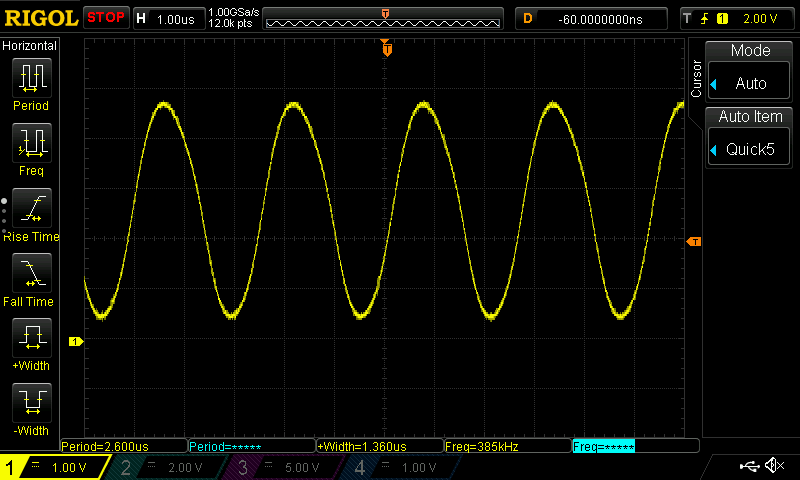 RIGOL STOP H 1.00us 1.00GSa/s 12.0k pts T D -60.0000000ns T 1 2.00 V
Horizontal
Period
Freq
Rise Time
Fall Time
+Width
-Width
T
T
1
Cursor
Mode
Auto
Auto Item
Quick5
Period=2.600us Period=***** +Width=1.360us Freq=385kHz Freq=*****
1 1.00 V 2 2.00 V 3 5.00 V 4 1.00 V